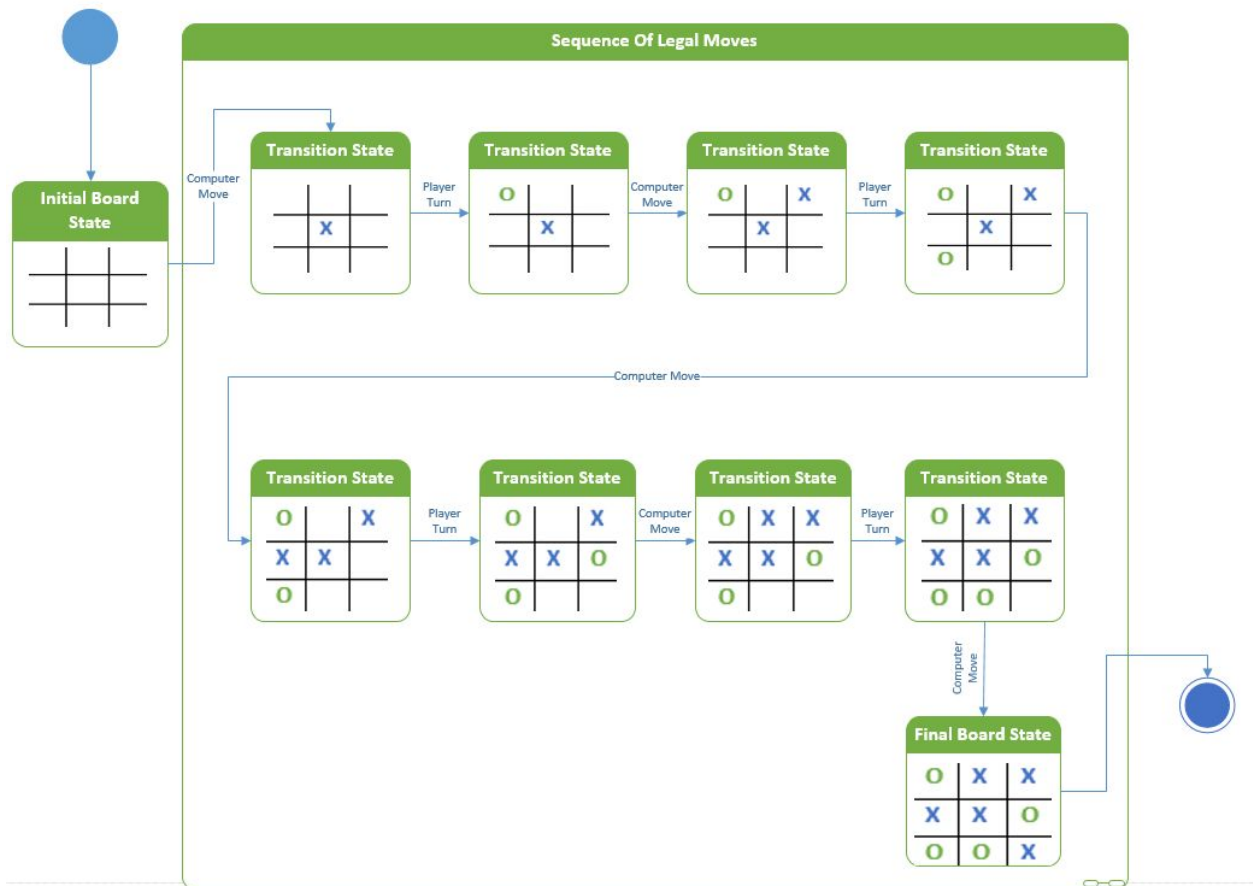 Sequence Of Legal Moves
Initial Board
State
Computer
Move
Transition State
X
Player
Turn
Transition State
O
X
Computer
Move
Transition State
O X
X
Player
Turn
Transition State
O X
X
O
Computer Move
Transition State
O X
X X
O
Player
Turn
Transition State
O X
X X O
O
Computer
Move
Transition State
O X X
X X O
O
Player
Turn
Transition State
O X X
X X O
O O
Computer
Move
Final Board State
O X X
X X O
O O X